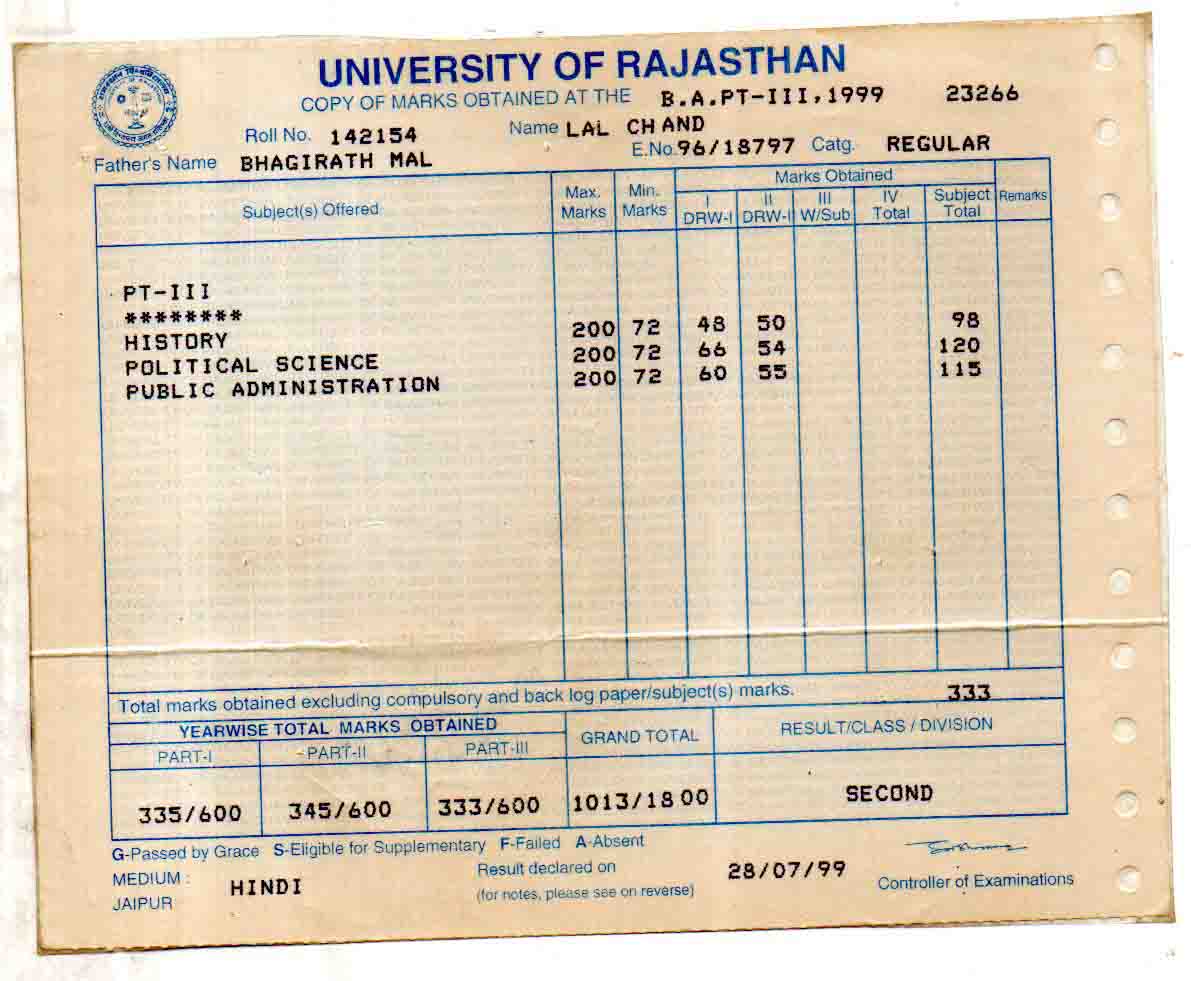 UNIVERSITY OF RAJASTHAN
COPY OF MARKS OBTAINED AT THE B.A.PT-III,1999 23266
Roll No. 142154 Name LAL CHAND
Father's Name BHAGIRATH MAL E.No.96/18797 Catg. REGULAR
Subject(s) Offered Max. Marks Min. Marks Marks Obtained
I DRW-I II DRW-II III W/Sub IV Total Subject Total Remarks
PT-III
********
HISTORY 200 72 48 50 98
POLITICAL SCIENCE 200 72 66 54 120
PUBLIC ADMINISTRATION 200 72 60 55 115
Total marks obtained excluding compulsory and back log paper/subject(s) marks. 333
YEARWISE TOTAL MARKS OBTAINED GRAND TOTAL RESULT/CLASS / DIVISION
PART-I PART-II PART-III
335/600 345/600 333/600 1013/1800 SECOND
G-Passed by Grace S-Eligible for Supplementary F-Failed A-Absent
MEDIUM : HINDI Result declared on 28/07/99
JAIPUR (for notes, please see on reverse) Controller of Examinations